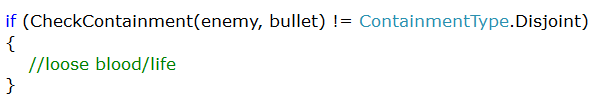 if (CheckContainment(enemy, bullet) != ContainmentType.Disjoint)
{
//loose blood/life
}